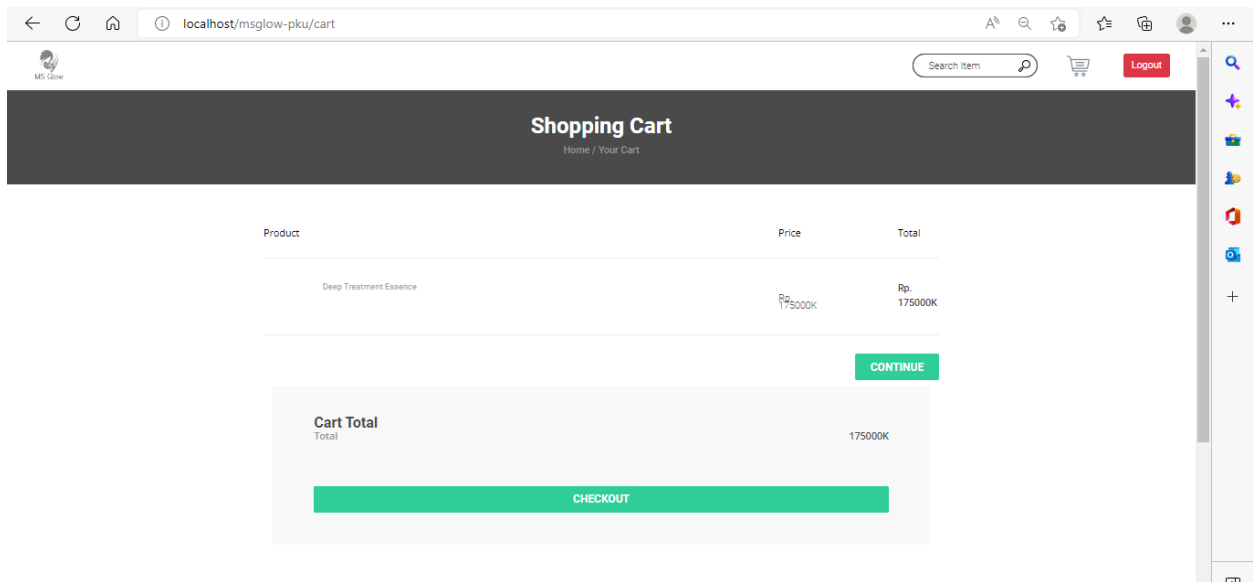 localhost/msglow-pku/cart
MS Glow
Search Item
Logout
Shopping Cart
Home / Your Cart
Product Price Total
Deep Treatment Essence
Rp.
175000K
Rp.
175000K
CONTINUE
Cart Total
Total 175000K
CHECKOUT